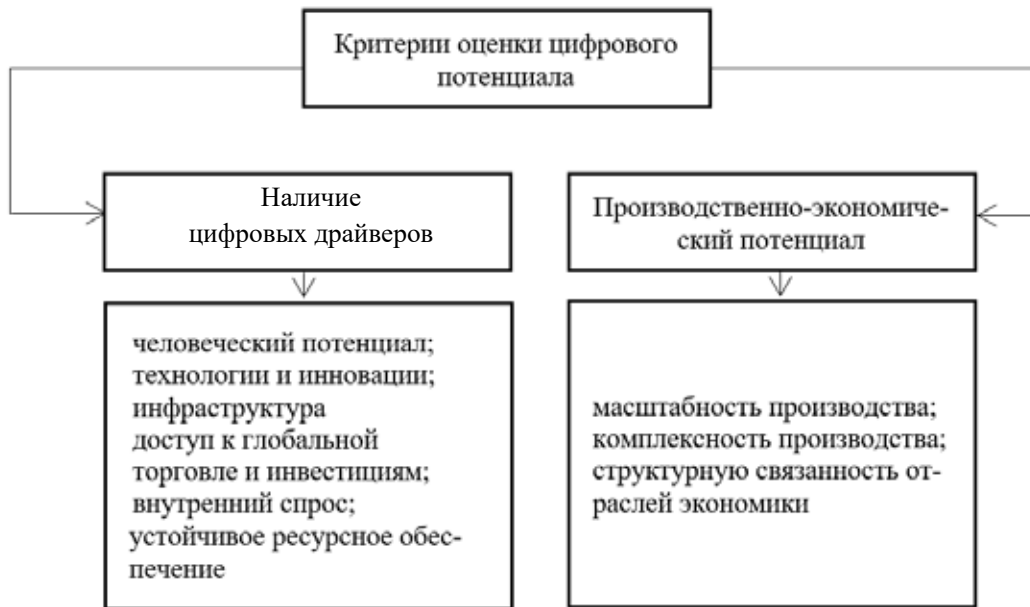 Критерии оценки цифрового
потенциала
Наличие
цифровых драйверов
человеческий потенциал;
технологии и инновации;
инфраструктура
доступ к глобальной
торговле и инвестициям;
внутренний спрос;
устойчивое ресурсное обес-
печение
Производственно-экономиче-
ский потенциал
масштабность производства;
комплексность производства;
структурную связанность от-
раслей экономики